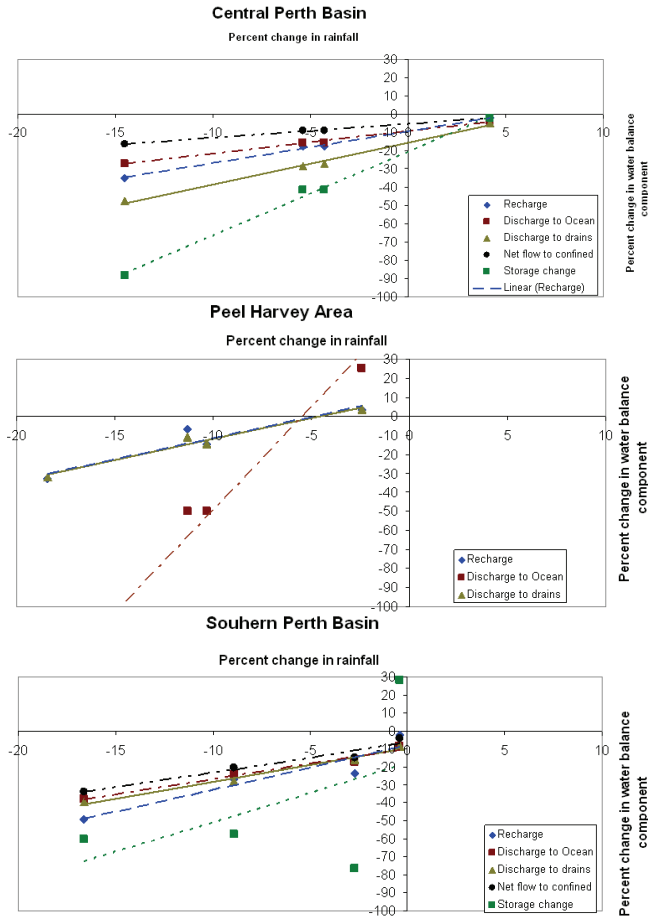 Central Perth Basin
Percent change in rainfall
30
20
10
0
-20
-15
-10
-5
0
5
10
-10
-20
-30
-40
-50
-60
-70
-80
-90
-100
Percent change in water balance
component
Recharge
Discharge to Ocean
Discharge to drains
Net flow to confined
Storage change
Linear (Recharge)
Peel Harvey Area
Percent change in rainfall
30
20
10
0
-20
-15
-10
-5
0
5
10
-10
-20
-30
-40
-50
-60
-70
-80
-90
-100
Percent change in water balance
component
Recharge
Discharge to Ocean
Discharge to drains
Souhern Perth Basin
Percent change in rainfall
30
20
10
0
-20
-15
-10
-5
0
5
10
-10
-20
-30
-40
-50
-60
-70
-80
-90
-100
Percent change in water balance
component
Recharge
Discharge to Ocean
Discharge to drains
Net flow to confined
Storage change